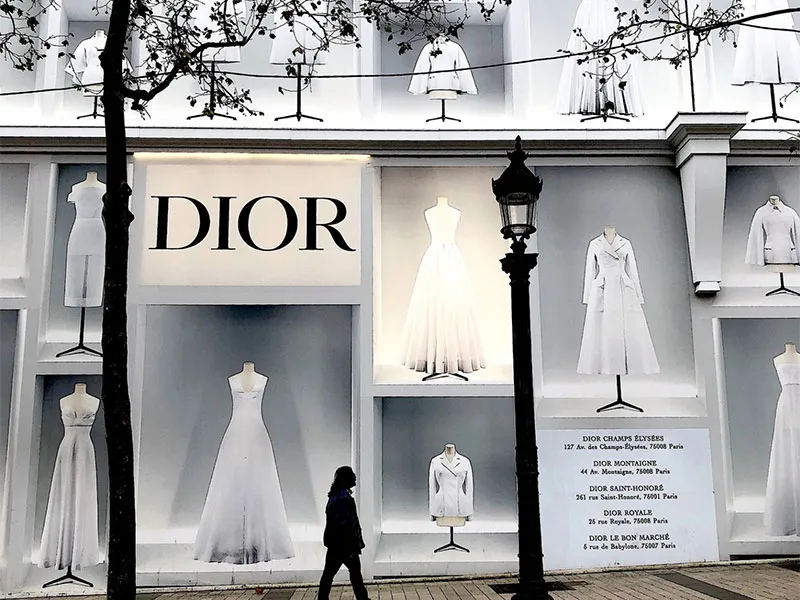 DIOR
DIOR CHAMPS ÉLYSÉES
127 Av. des Champs-Élysées, 75008 Paris
DIOR MONTAIGNE
44 Av. Montaigne, 75008 Paris
DIOR SAINT-HONORÉ
261 rue Saint-Honoré, 75001 Paris
DIOR ROYALE
25 rue Royale, 75008 Paris
DIOR LE BON MARCHÉ
5 rue de Babylone, 75007 Paris